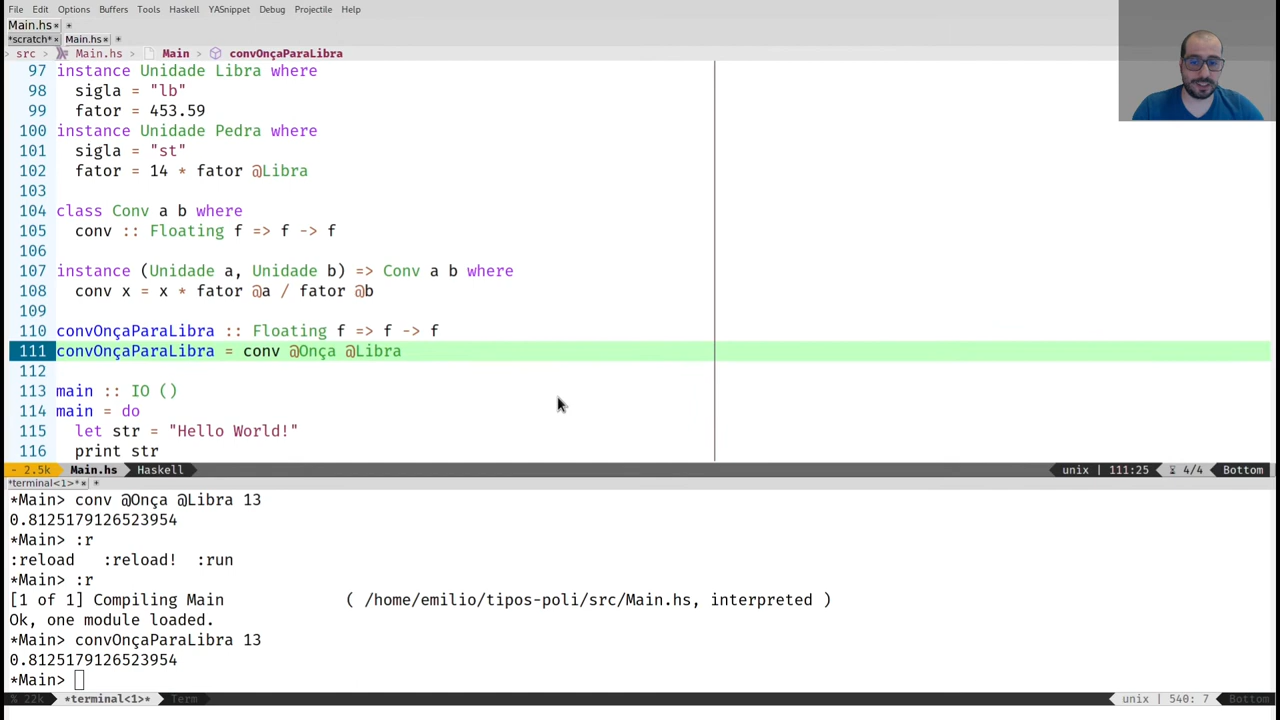 File Edit Options Buffers Tools Haskell YASnippet Debug Projectile Help
Main.hs× +
*scratch*× Main.hs× +
> src > Main.hs > Main > convOnçaParaLibra
97 instance Unidade Libra where
98 sigla = "lb"
99 fator = 453.59
100 instance Unidade Pedra where
101 sigla = "st"
102 fator = 14 * fator @Libra
103
104 class Conv a b where
105 conv :: Floating f => f -> f
106
107 instance (Unidade a, Unidade b) => Conv a b where
108 conv x = x * fator @a / fator @b
109
110 convOnçaParaLibra :: Floating f => f -> f
111 convOnçaParaLibra = conv @Onça @Libra
112
113 main :: IO ()
114 main = do
115 let str = "Hello World!"
116 print str
- 2.5k Main.hs Haskell unix | 111:25 4/4 Bottom
*terminal<1>*× +
*Main> conv @Onça @Libra 13
0.8125179126523954
*Main> :r
:reload :reload! :run
*Main> :r
[1 of 1] Compiling Main ( /home/emilio/tipos-poli/src/Main.hs, interpreted )
Ok, one module loaded.
*Main> convOnçaParaLibra 13
0.8125179126523954
*Main>
% 22k *terminal<1>* Term unix | 540: 7 Bottom